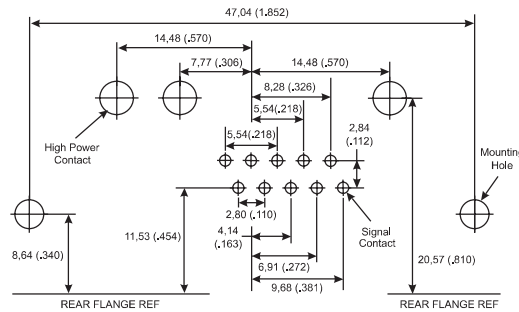 47,04 (1.852)
14,48 (.570)
7,77 (.306)
14,48 (.570)
8,28 (.326)
5,54(.218)
5,54(.218)
2,84
(.112)
High Power
Contact
Mounting
Hole
2,80 (.110)
Signal
Contact
8,64 (.340)
11,53 (.454)
4,14
(.163)
6,91 (.272)
20,57 (.810)
9,68 (.381)
REAR FLANGE REF
REAR FLANGE REF